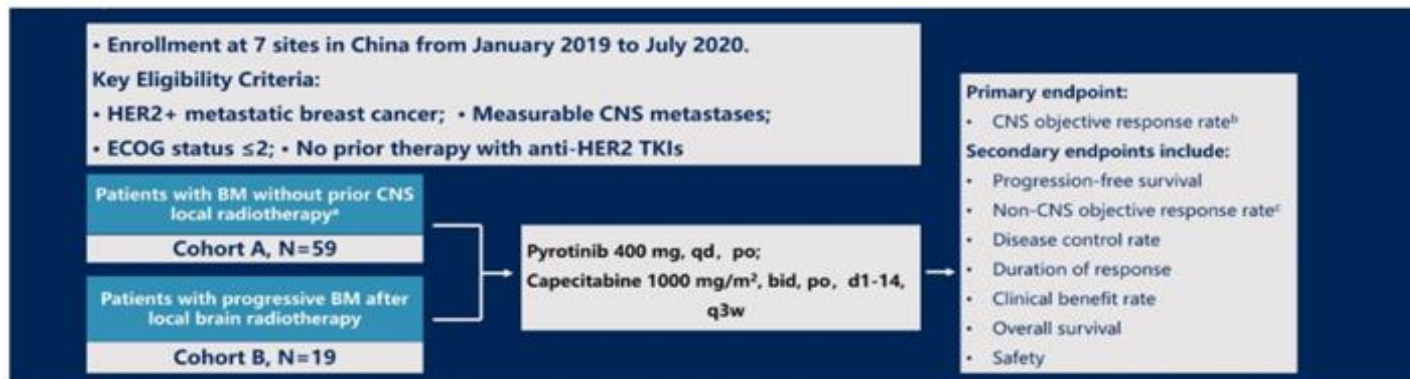 • Enrollment at 7 sites in China from January 2019 to July 2020.
Key Eligibility Criteria:
• HER2+ metastatic breast cancer; • Measurable CNS metastases;
• ECOG status ≤2; • No prior therapy with anti-HER2 TKIs
Patients with BM without prior CNS
local radiotherapyᵃ
Cohort A, N=59
Patients with progressive BM after
local brain radiotherapy
Cohort B, N=19
Pyrotinib 400 mg, qd, po;
Capecitabine 1000 mg/m², bid, po, d1-14,
q3w
Primary endpoint:
• CNS objective response rateᵇ
Secondary endpoints include:
• Progression-free survival
• Non-CNS objective response rateᶜ
• Disease control rate
• Duration of response
• Clinical benefit rate
• Overall survival
• Safety